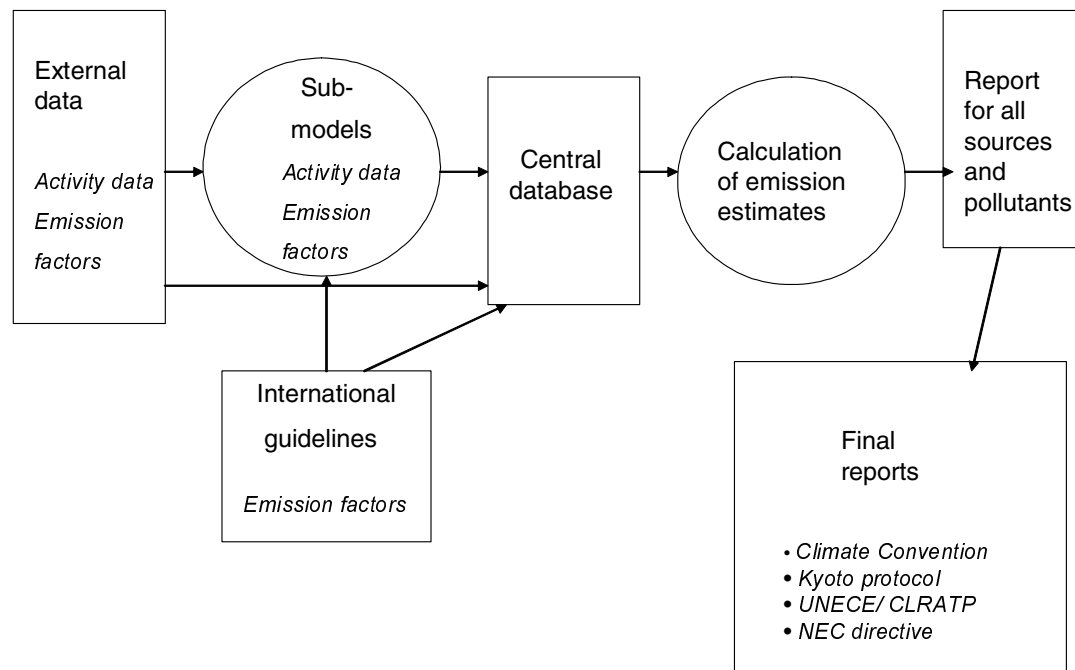 External
data
Activity data
Emission
factors
Sub-
models
Activity data
Emission
factors
Central
database
Calculation
of emission
estimates
Report
for all
sources
and
pollutants
International
guidelines
Emission factors
Final
reports
• Climate Convention
• Kyoto protocol
• UNECE/ CLRATP
• NEC directive